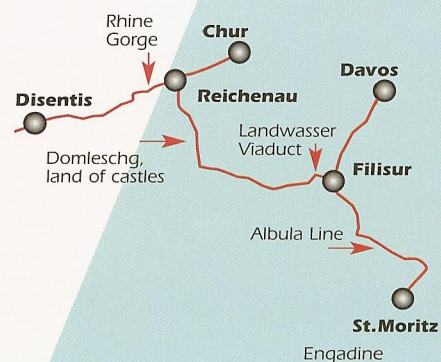 Rhine
Gorge
Chur
Davos
Disentis
Reichenau
Landwasser
Viaduct
Domleschg,
land of castles
Filisur
Albula Line
St.Moritz
Engadine